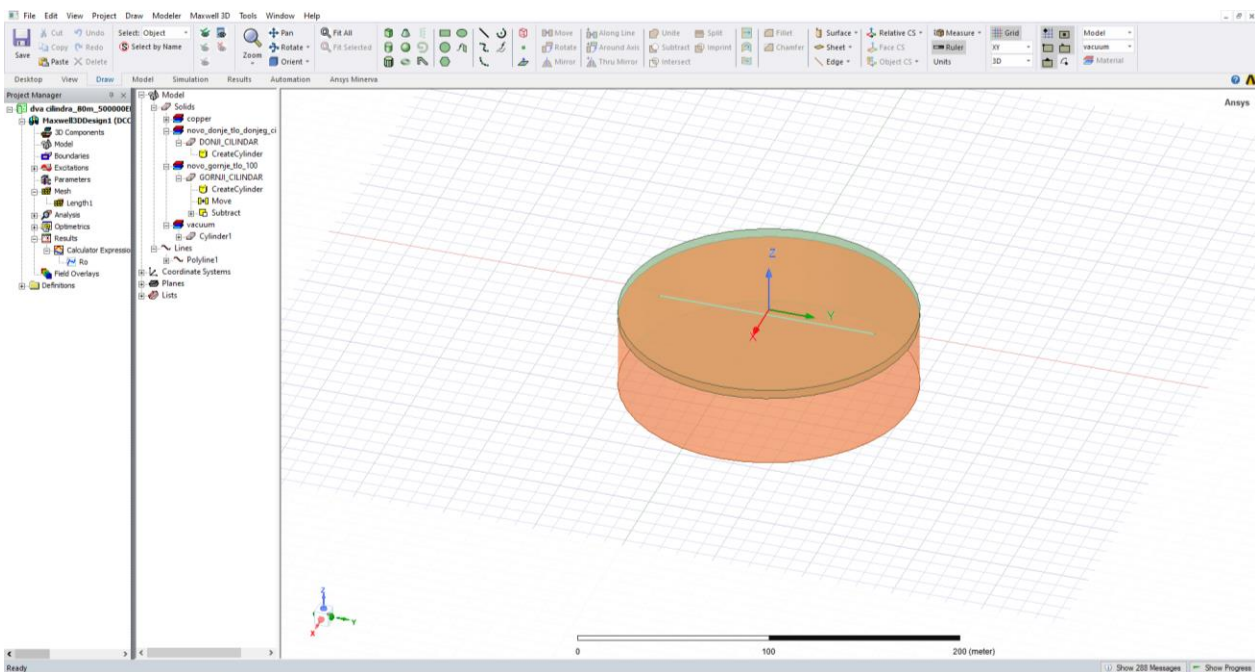 File Edit View Project Draw Modeler Maxwell 3D Tools Window Help
Save
Cut Undo
Copy Redo
Paste Delete
Select: Object
Select by Name
Zoom
Pan
Rotate
Orient
Fit All
Fit Selected
Move
Rotate
Mirror
Along Line
Around Axis
Thru Mirror
Unite
Subtract
Intersect
Split
Imprint
Fillet
Chamfer
Surface
Sheet
Edge
Relative CS
Face CS
Object CS
Measure
Ruler
Units
Grid
XY
3D
Model
vacuum
Material
Desktop View Draw Model Simulation Results Automation Ansys Minerva
Project Manager
dva cilindra_80m_500000El
Maxwell3DDesign1 (DCC
3D Components
Model
Boundaries
Excitations
Parameters
Mesh
Length1
Analysis
Optimetrics
Results
Calculator Expressio
Ro
Field Overlays
Definitions
Model
Solids
copper
novo_donje_tlo_donjeg_ci
DONJI_CILINDAR
CreateCylinder
novo_gornje_tlo_100
GORNJI_CILINDAR
CreateCylinder
Move
Subtract
vacuum
Cylinder1
Lines
Polyline1
Coordinate Systems
Planes
Lists
Ansys
Z
Y
X
Z
Y
X
0 100 200 (meter)
Ready
Show 288 Messages Show Progress